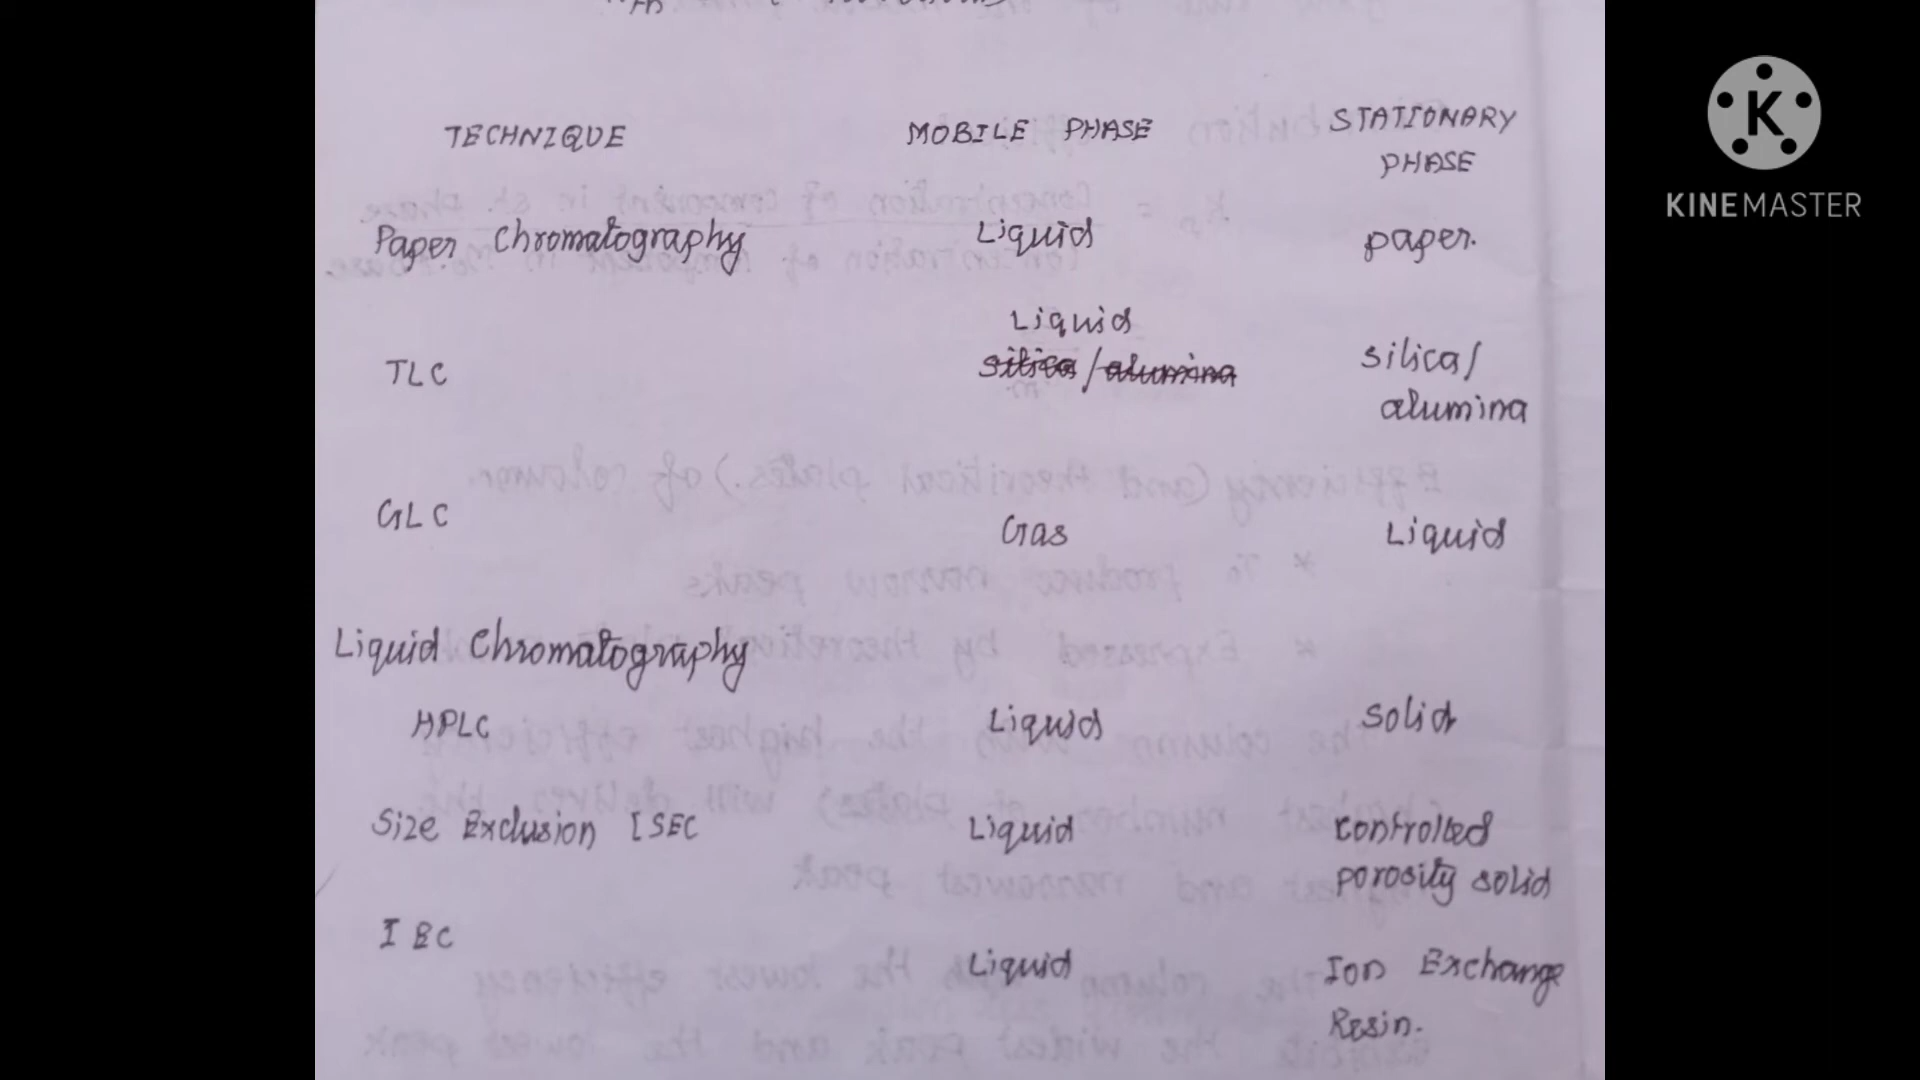 TECHNIQUE MOBILE PHASE STATIONARY PHASE
Paper Chromatography Liquid paper.
Liquid
TLC silica/alumina silica/
alumina
GLC Gas Liquid
Liquid Chromatography
HPLC Liquid Solid
Size Exclusion [SEC Liquid controlled
porosity solid
IEC Liquid Ion Exchange
Resin.
K
KINEMASTER